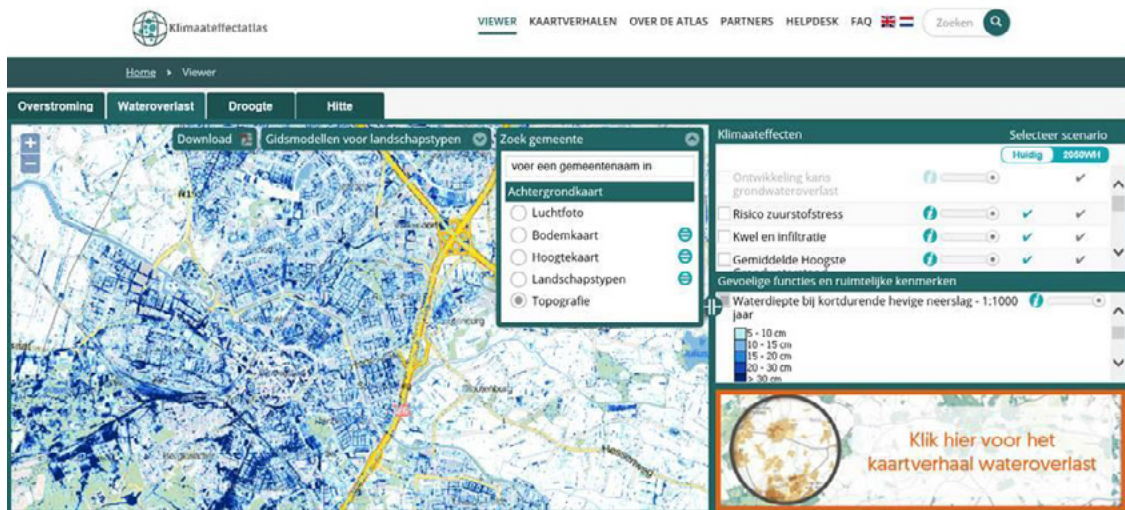 Klimaateffectatlas
VIEWER KAARTVERHALEN OVER DE ATLAS PARTNERS HELPDESK FAQ Zoeken
Home Viewer
Overstroming Wateroverlast Droogte Hitte
+
−
Download Gidsmodellen voor landschapstypen
Zoek gemeente
voer een gemeentenaam in
Achtergrondkaart
Luchtfoto
Bodemkaart
Hoogtekaart
Landschapstypen
Topografie
Klimaateffecten Selecteer scenario
Huidig 2050WH
Ontwikkeling kans
grondwateroverlast
Risico zuurstofstress
Kwel en infiltratie
Gemiddelde Hoogste
Gevoelige functies en ruimtelijke kenmerken
Waterdiepte bij kortdurende hevige neerslag - 1:1000
jaar
5 - 10 cm
10 - 15 cm
15 - 20 cm
20 - 30 cm
> 30 cm
Klik hier voor het
kaartverhaal wateroverlast